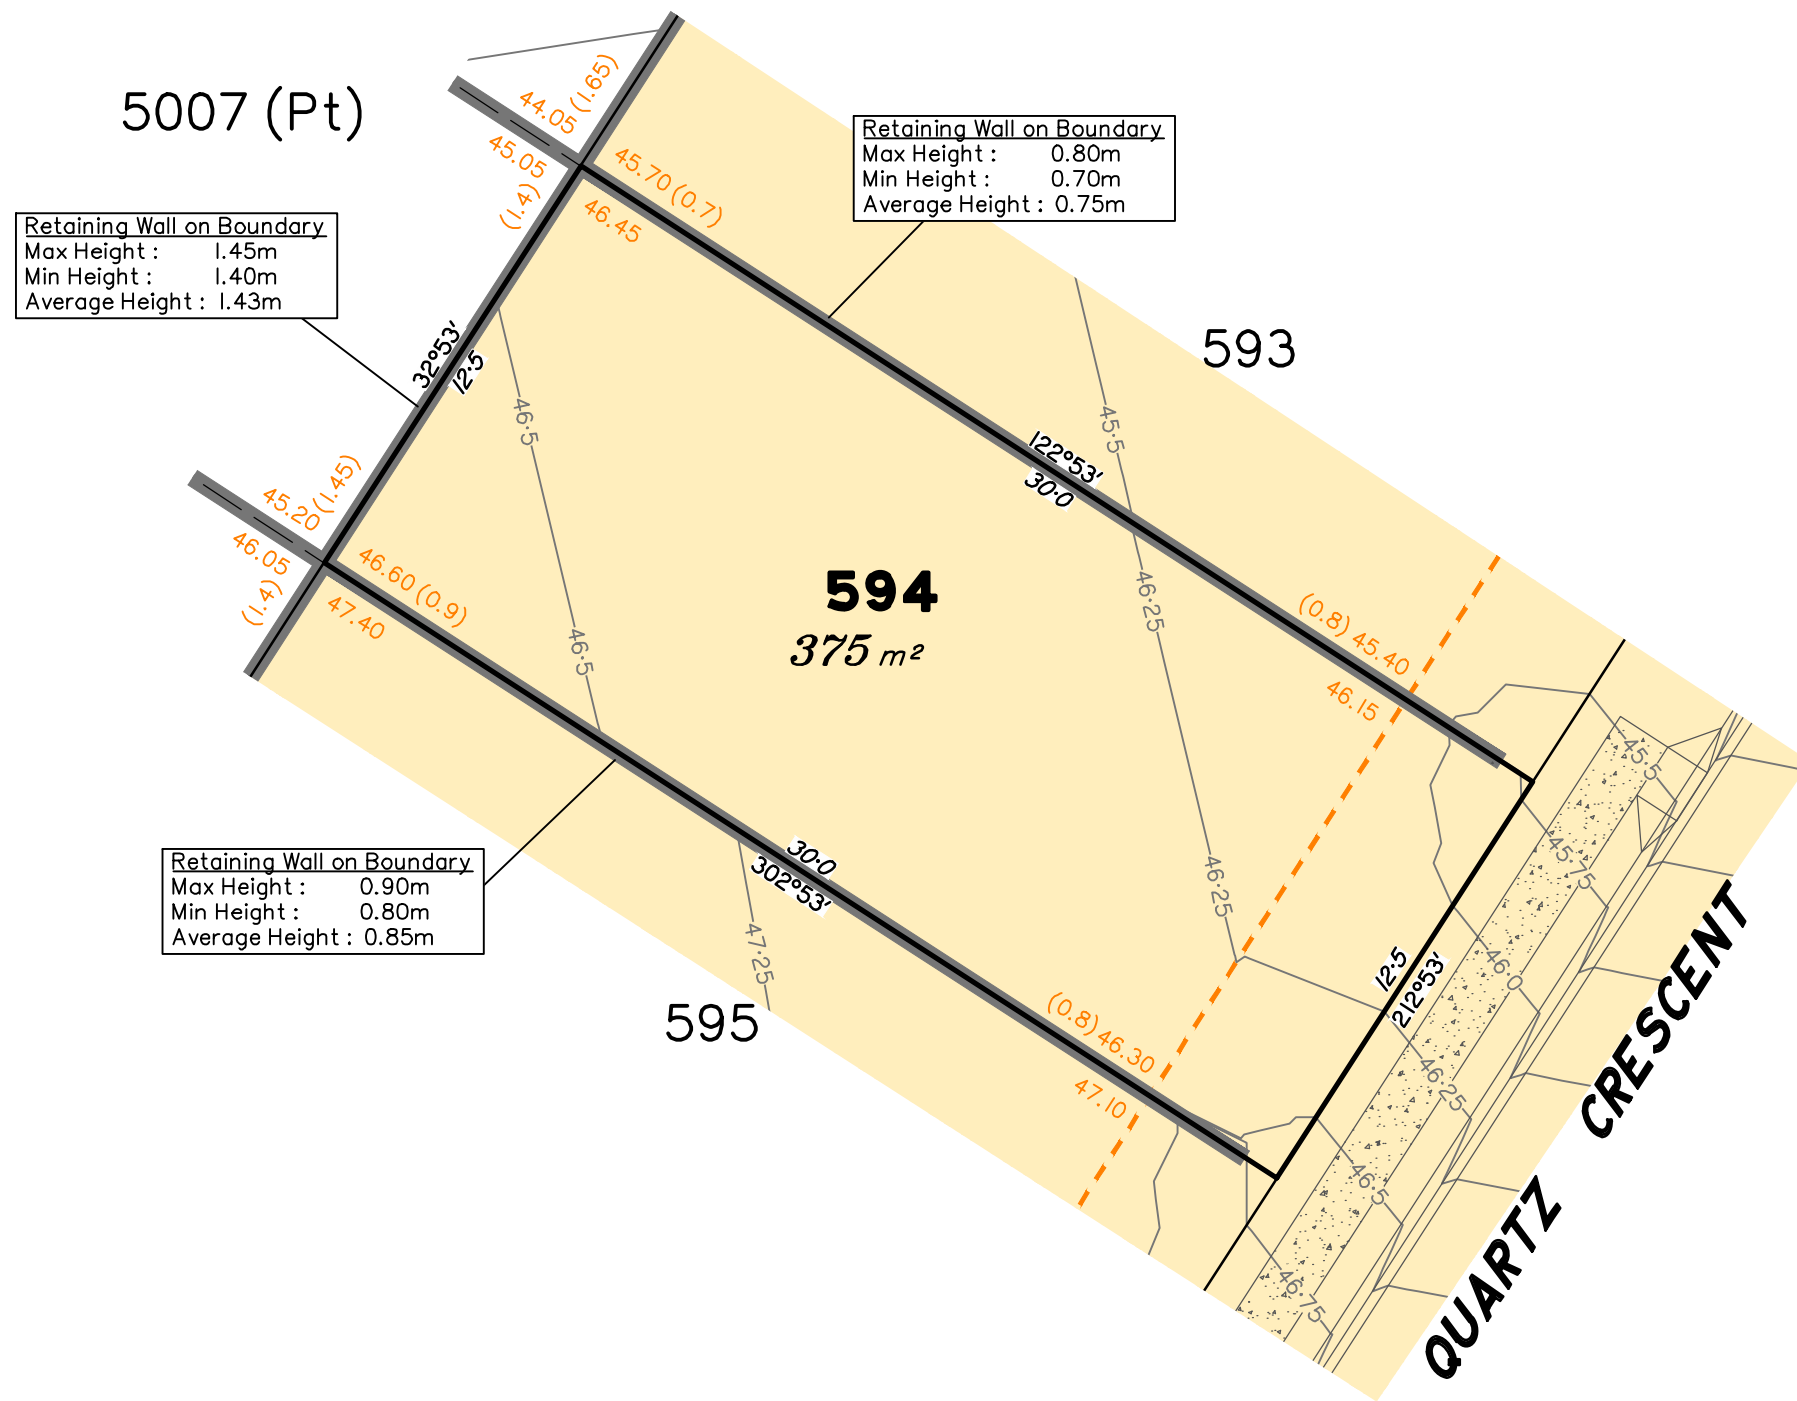 5007 (Pt)
44.05 (1.65)
45.05
(1.4)
45.70 (0.7)
46.45
Retaining Wall on Boundary
Max Height : 0.80m
Min Height : 0.70m
Average Height : 0.75m
Retaining Wall on Boundary
Max Height : 1.45m
Min Height : 1.40m
Average Height : 1.43m
32°53'
12·5
593
46·5
45·5
122°53'
30·0
45.20 (1.45)
46.05
(1.4)
46.60 (0.9)
47.40
594
375 m²
46·5
46·25
(0.8) 45.40
46.15
45·5
Retaining Wall on Boundary
Max Height : 0.90m
Min Height : 0.80m
Average Height : 0.85m
30·0
302°53'
46·25
45·75
47·25
595
12·5
212°53'
46·0
(0.8) 46.30
47.10
46·25
46·5
46·75
QUARTZ CRESCENT